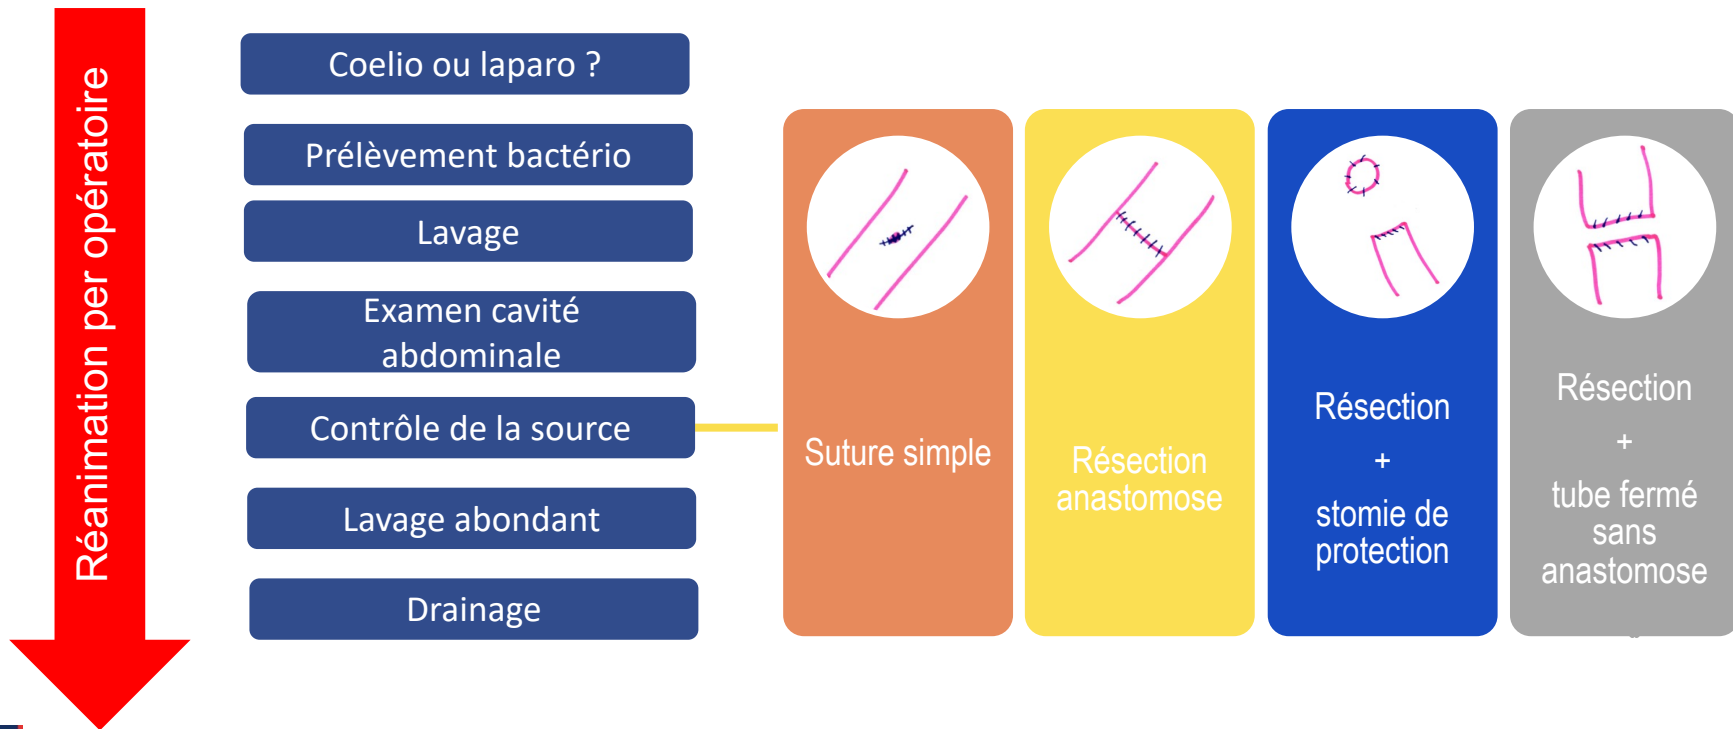 Réanimation per opératoire
Coelio ou laparo ?
Prélèvement bactério
Lavage
Examen cavité
abdominale
Contrôle de la source
Lavage abondant
Drainage
Suture simple
Résection
anastomose
Résection
+
stomie de
protection
Résection
+
tube fermé
sans
anastomose